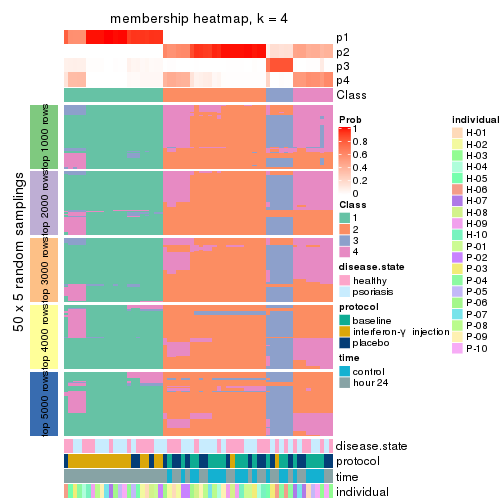 membership heatmap, k = 4
p1
p2
p3
p4
Class
50 x 5 random samplings
top 1000 rows
top 2000 rows
top 3000 rows
top 4000 rows
top 5000 rows
disease.state
protocol
time
individual
Prob
1
0.8
0.6
0.4
0.2
0
Class
1
2
3
4
disease.state
healthy
psoriasis
protocol
baseline
interferon-γ injection
placebo
time
control
hour 24
individual
H-01
H-02
H-03
H-04
H-05
H-06
H-07
H-08
H-09
H-10
P-01
P-02
P-03
P-04
P-05
P-06
P-07
P-08
P-09
P-10